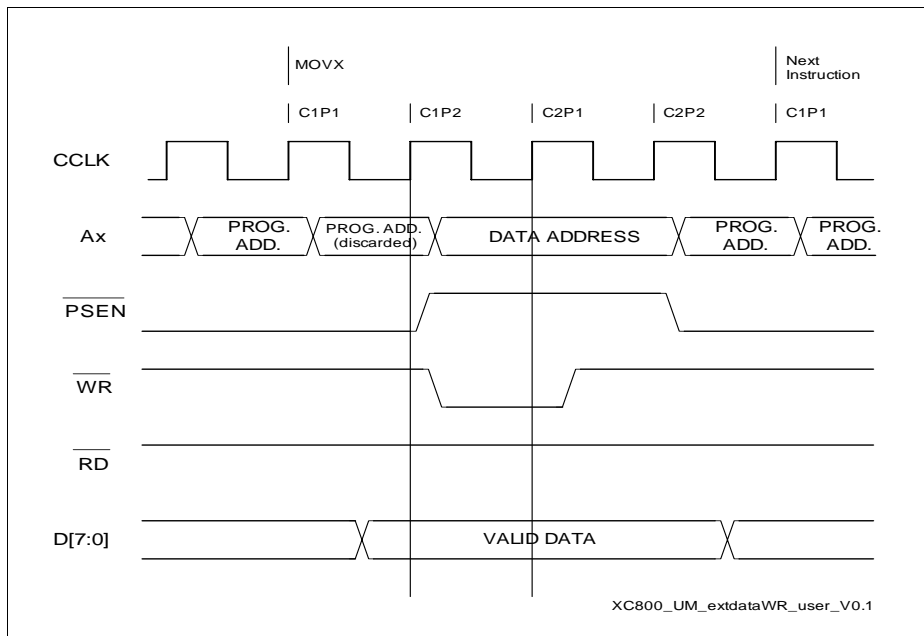 MOVX
Next
Instruction
C1P1
C1P2
C2P1
C2P2
C1P1
CCLK
Ax
PROG.
ADD.
PROG. ADD.
(discarded)
DATA ADDRESS
PROG.
ADD.
PROG.
ADD.
PSEN
WR
RD
D[7:0]
VALID DATA
XC800_UM_extdataWR_user_V0.1